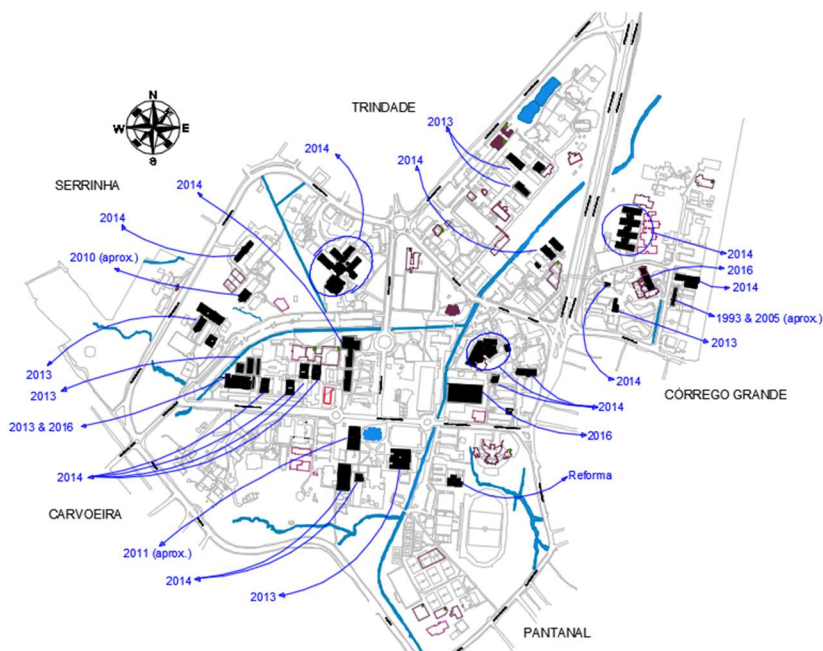 TRINDADE
N
W E
S
2013
2014
2014
2014
SERRINHA
2014
2010 (aprox.)
2014
2016
2014
1993 & 2005 (aprox.)
2013
2014
CÓRREGO GRANDE
2013
2013
2013 & 2016
2014
2014
2016
Reforma
CARVOEIRA
2011 (aprox.)
2014
2013
PANTANAL